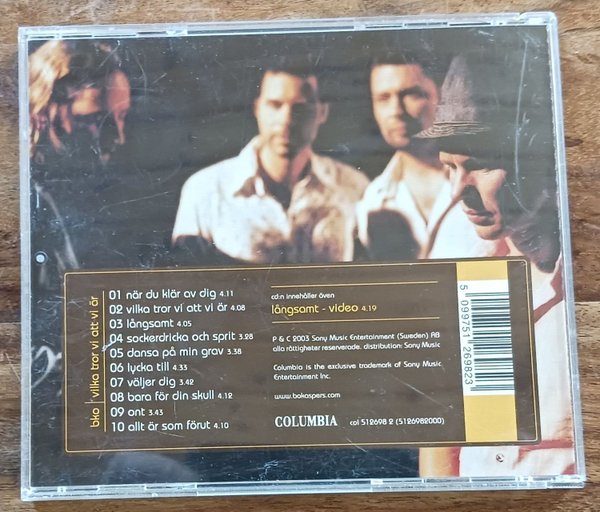 bko | vilka tror vi att vi är
01 när du klär av dig 4.11
02 vilka tror vi att vi är 4.08
03 långsamt 4.05
04 sockerdricka och sprit 3.28
05 dansa på min grav 3.38
06 lycka till 4.33
07 väljer dig 3.42
08 bara för din skull 4.12
09 ont 3.43
10 allt är som förut 4.10
cd:n innehåller även
långsamt - video 4.19
P & C 2003 Sony Music Entertainment (Sweden) AB
alla rättigheter reserverade. distribution: Sony Music
Columbia is the exclusive trademark of Sony Music
Entertainment Inc.
www.bokaspers.com
COLUMBIA col 512698 2 (5126982000)
5 099751 269823